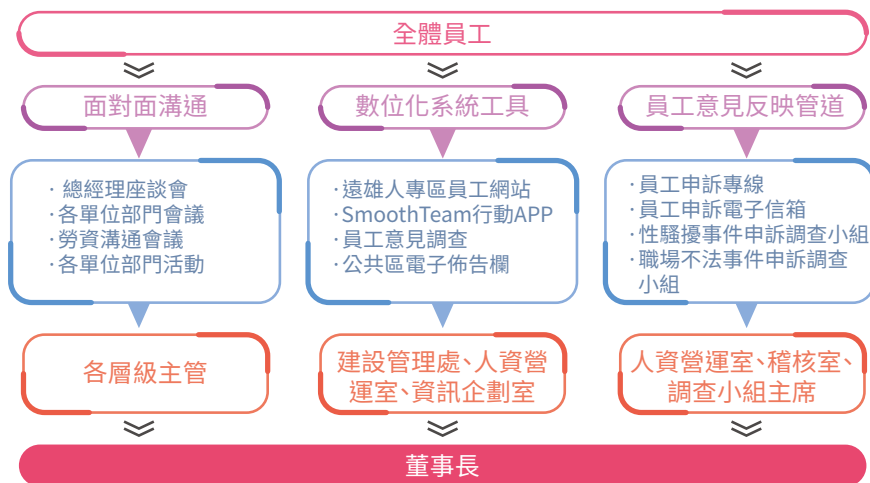 全體員工
面對面溝通
數位化系統工具
員工意見反映管道
·總經理座談會
·各單位部門會議
·勞資溝通會議
·各單位部門活動
·遠雄人專區員工網站
·SmoothTeam行動APP
·員工意見調查
·公共區電子佈告欄
·員工申訴專線
·員工申訴電子信箱
·性騷擾事件申訴調查小組
·職場不法事件申訴調查
小組
各層級主管
建設管理處、人資營
運室、資訊企劃室
人資營運室、稽核室、
調查小組主席
董事長